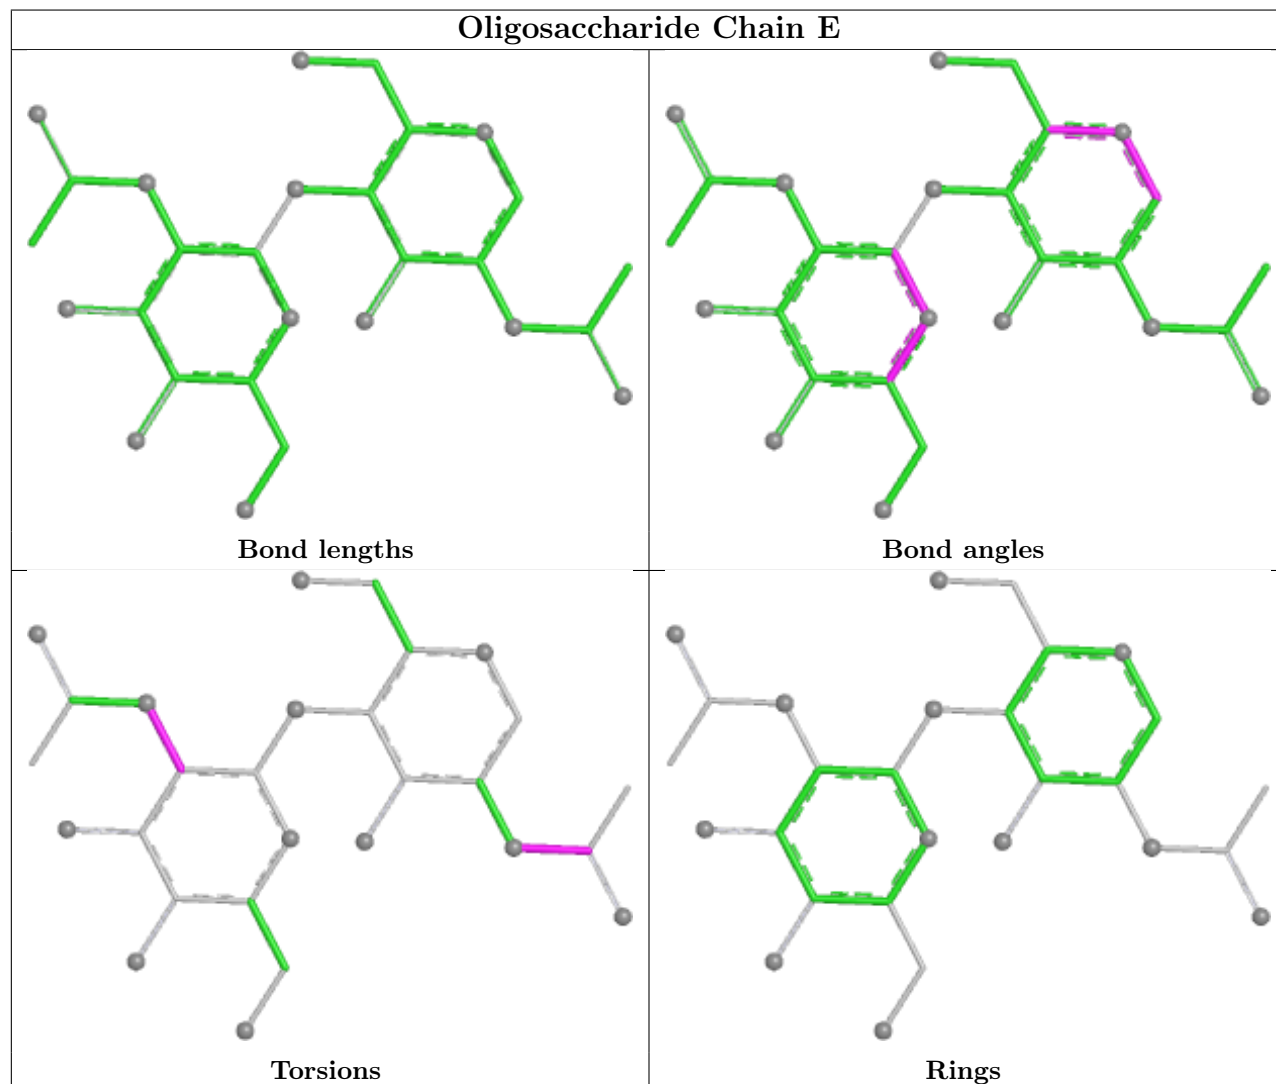 Oligosaccharide Chain E
Bond lengths
Bond angles
Torsions
Rings